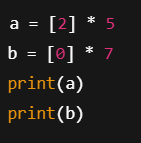 a = [2] * 5
b = [0] * 7
print(a)
print(b)